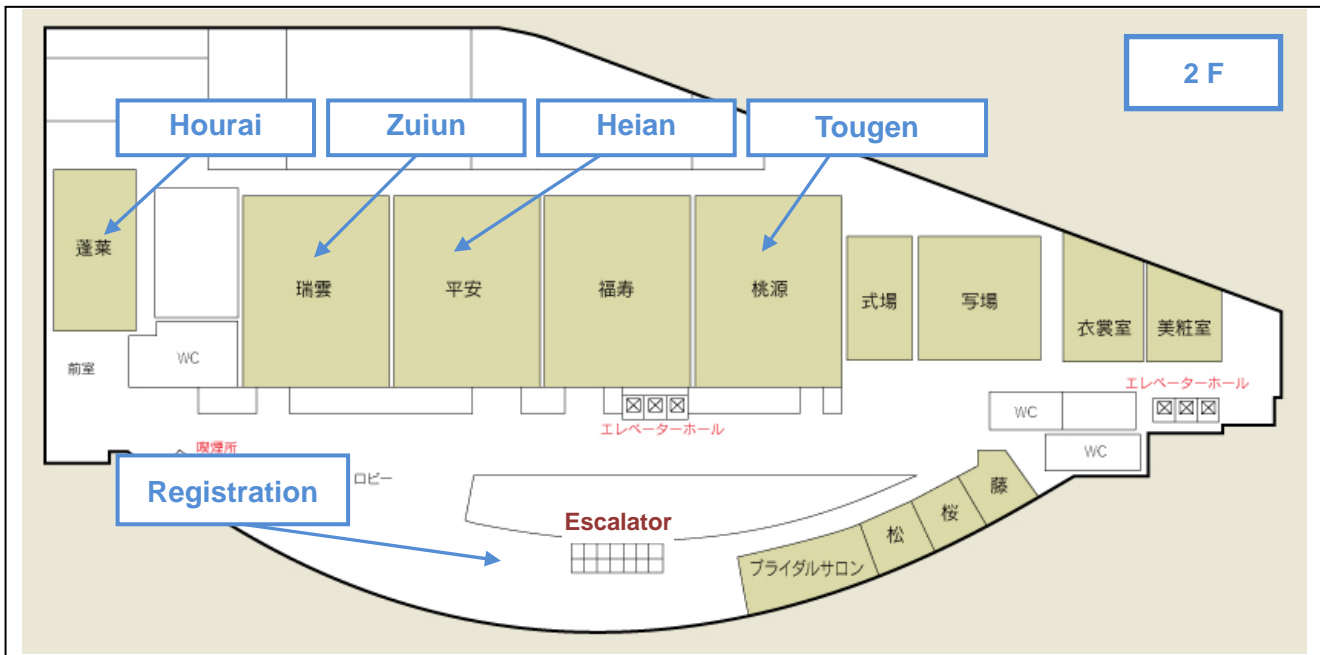 2 F
Hourai
Zuiun
Heian
Tougen
蓬莱
瑞雲
平安
福寿
桃源
式場
写場
衣裳室
美粧室
前室
WC
エレベーターホール
エレベーターホール
WC
WC
喫煙所
ロビー
Registration
Escalator
ブライダルサロン
松
桜
藤